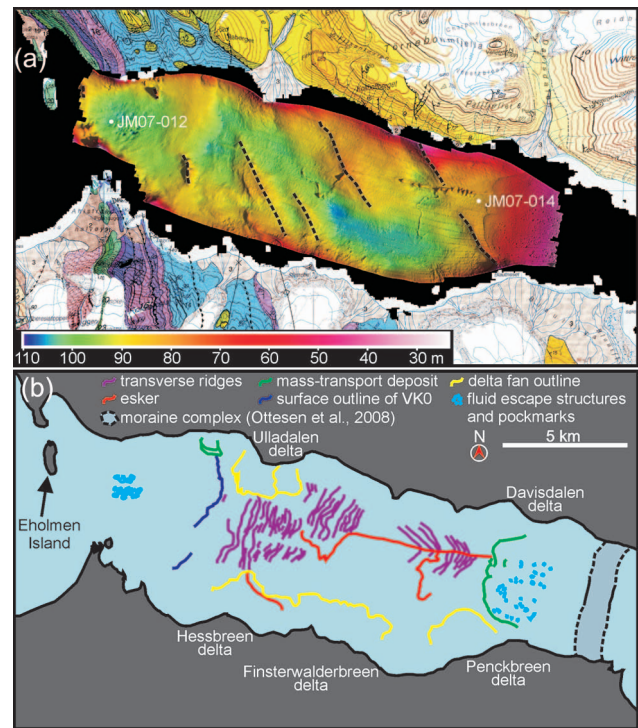 (a)
JM07-012
JM07-014
110 100 90 80 70 60 50 40 30 m
(b)
transverse ridges
mass-transport deposit
delta fan outline
esker
surface outline of VK0
fluid escape structures
and pockmarks
moraine complex (Ottesen et al., 2008)
Ulladalen
delta
N
A
5 km
Davisdalen
delta
Eholmen
Island
Hessbreen
delta
Finsterwalderbreen
delta
Penckbreen
delta